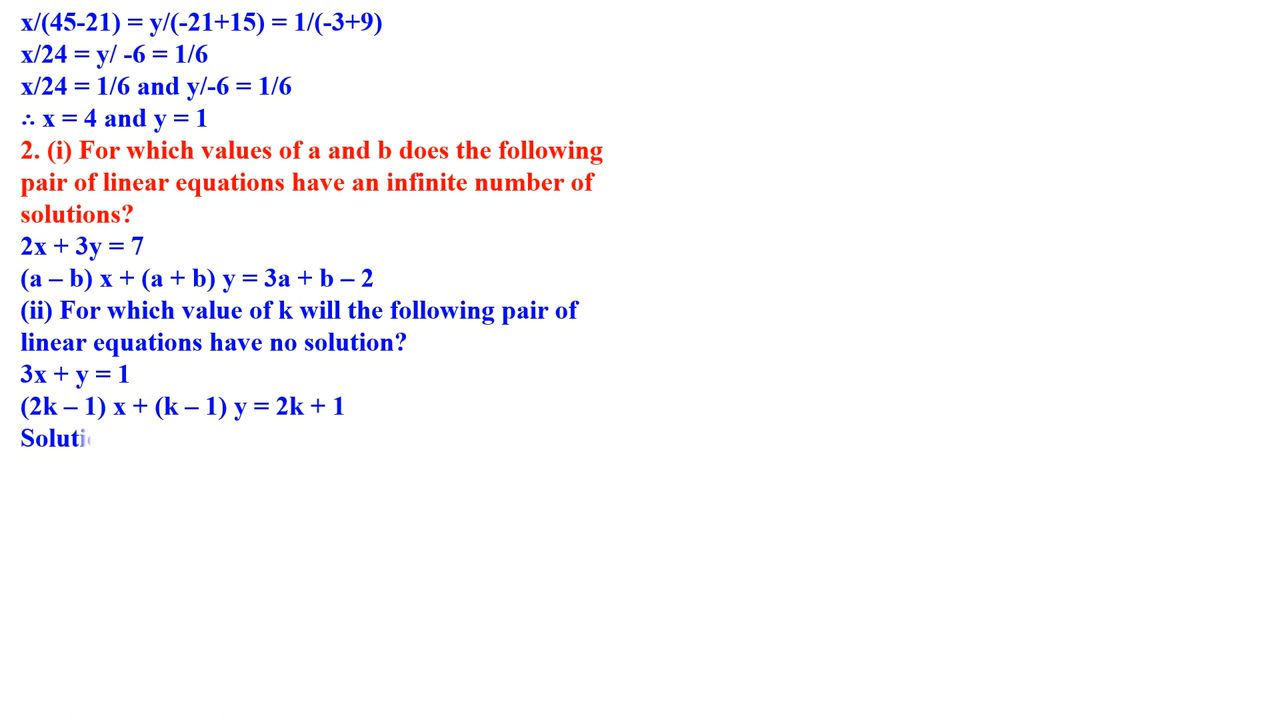 x/(45-21) = y/(-21+15) = 1/(-3+9)
x/24 = y/ -6 = 1/6
x/24 = 1/6 and y/-6 = 1/6
∴ x = 4 and y = 1
2. (i) For which values of a and b does the following
pair of linear equations have an infinite number of
solutions?
2x + 3y = 7
(a – b) x + (a + b) y = 3a + b – 2
(ii) For which value of k will the following pair of
linear equations have no solution?
3x + y = 1
(2k – 1) x + (k – 1) y = 2k + 1